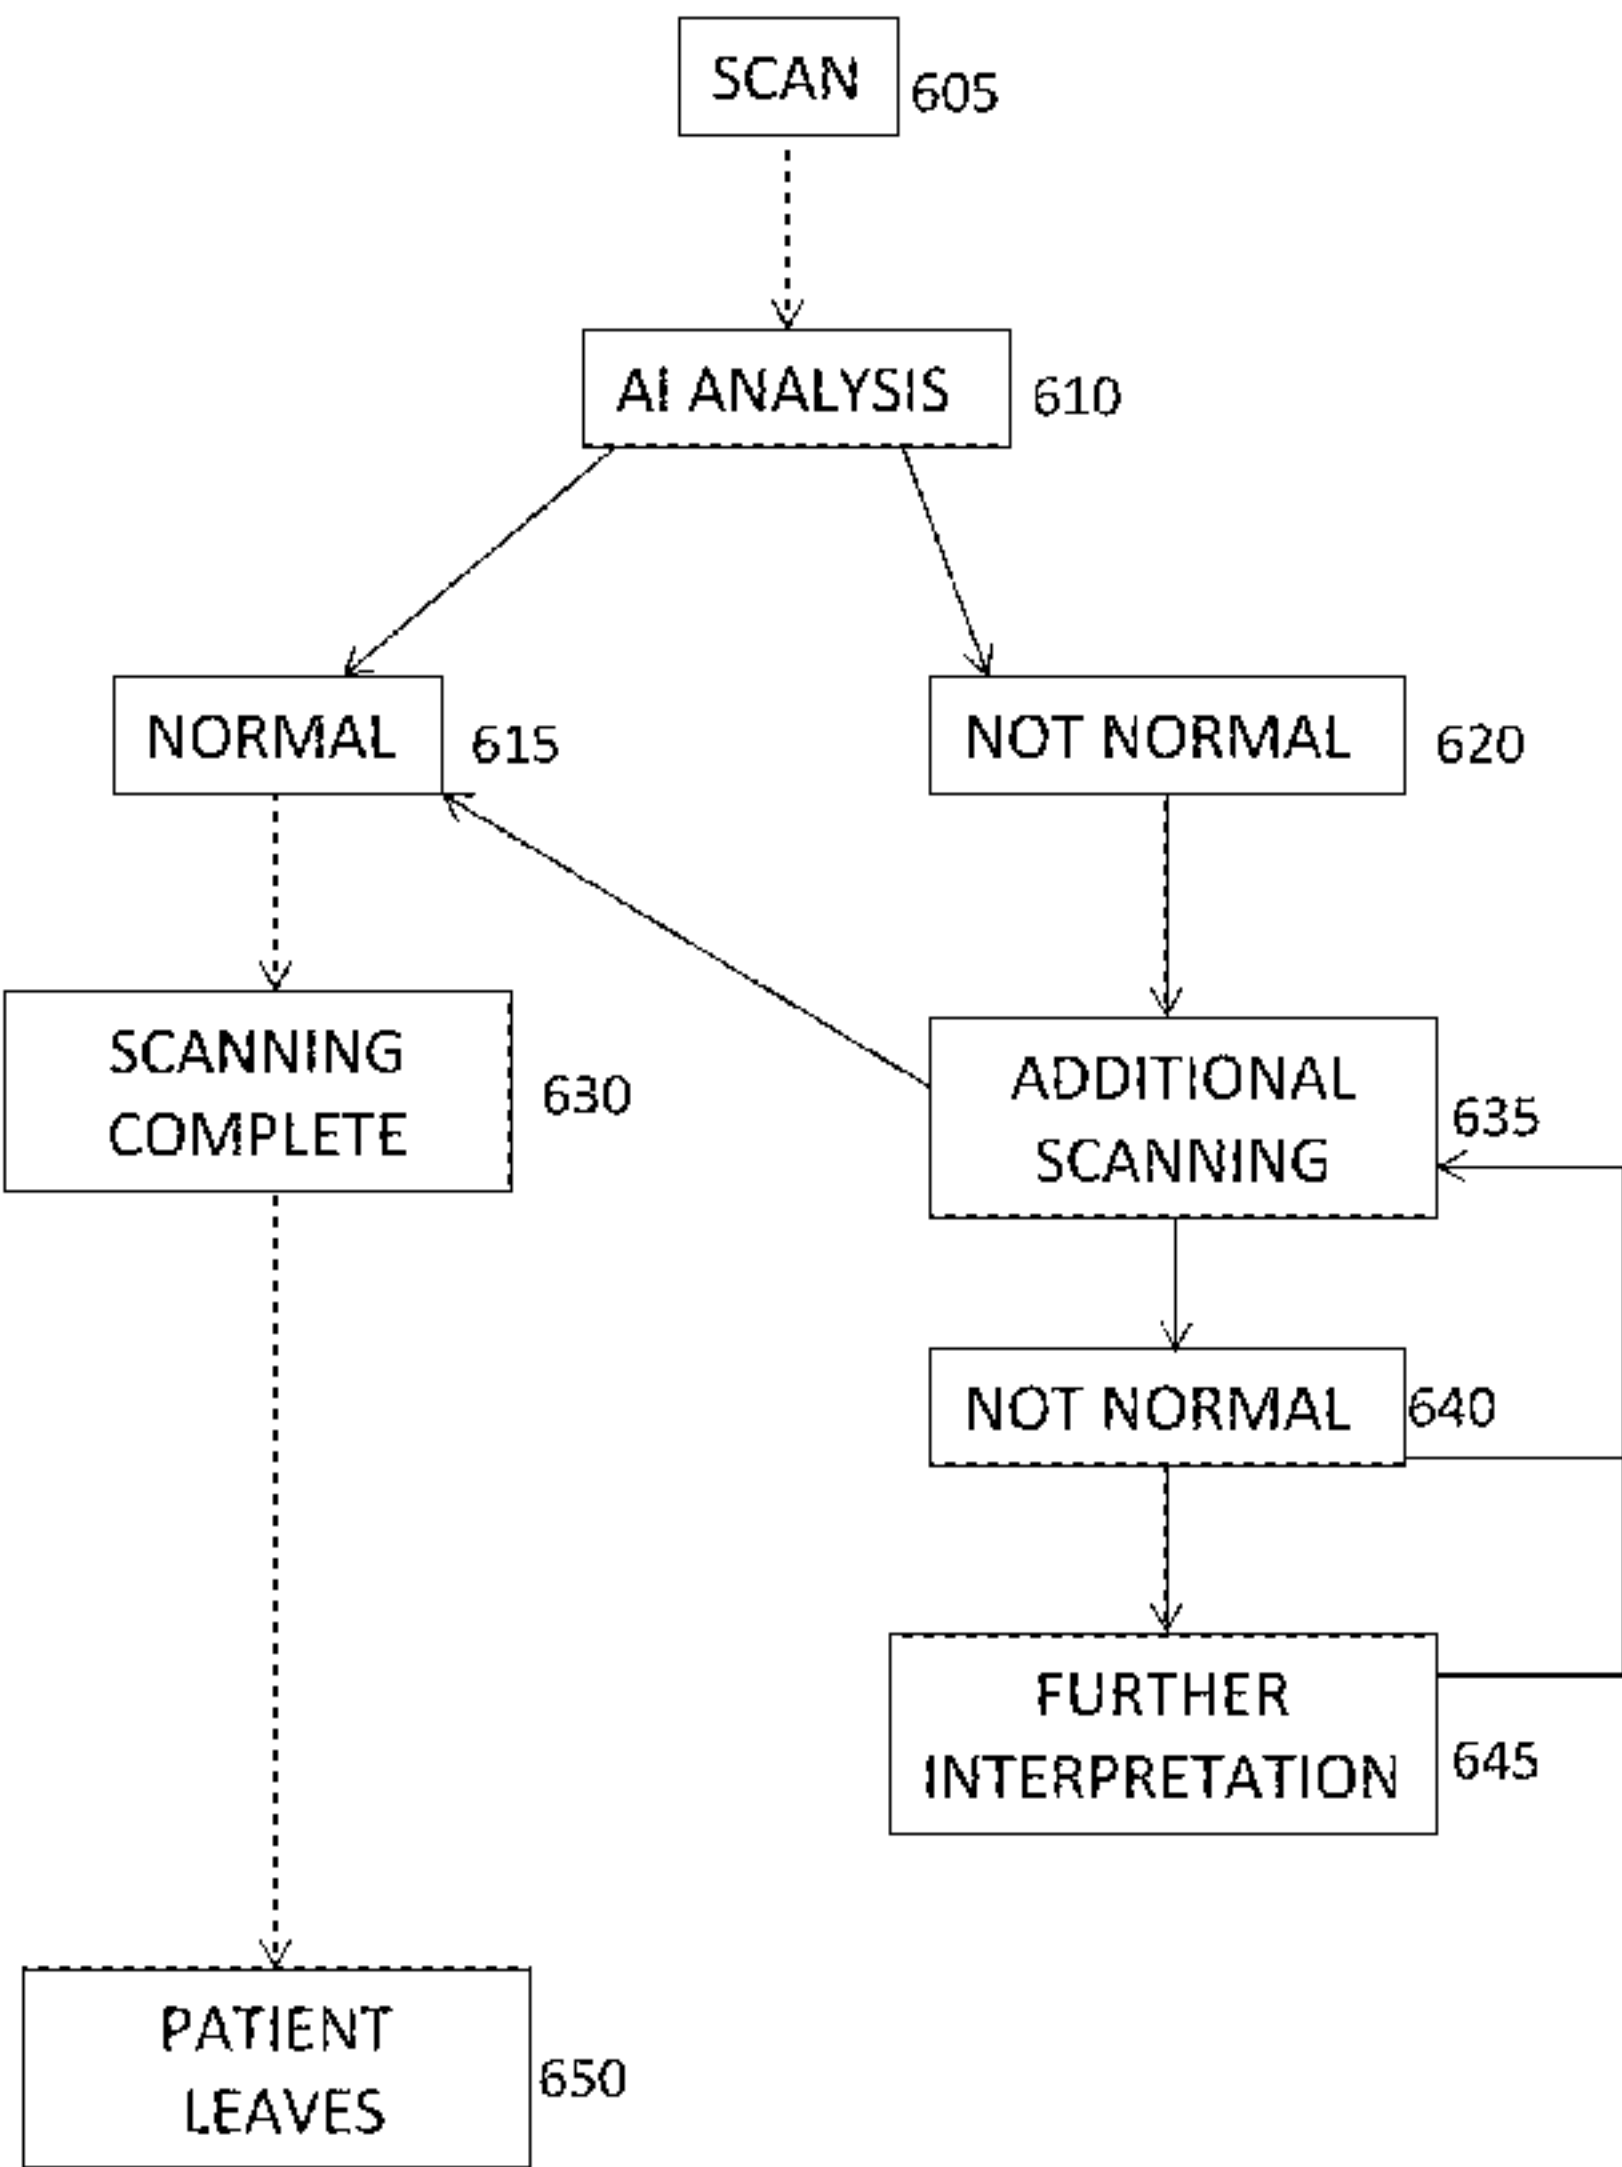 SCAN
605
AI ANALYSIS
610
NORMAL
615
NOT NORMAL
620
SCANNING
COMPLETE
630
ADDITIONAL
SCANNING
635
NOT NORMAL
640
FURTHER
INTERPRETATION
645
PATIENT
LEAVES
650